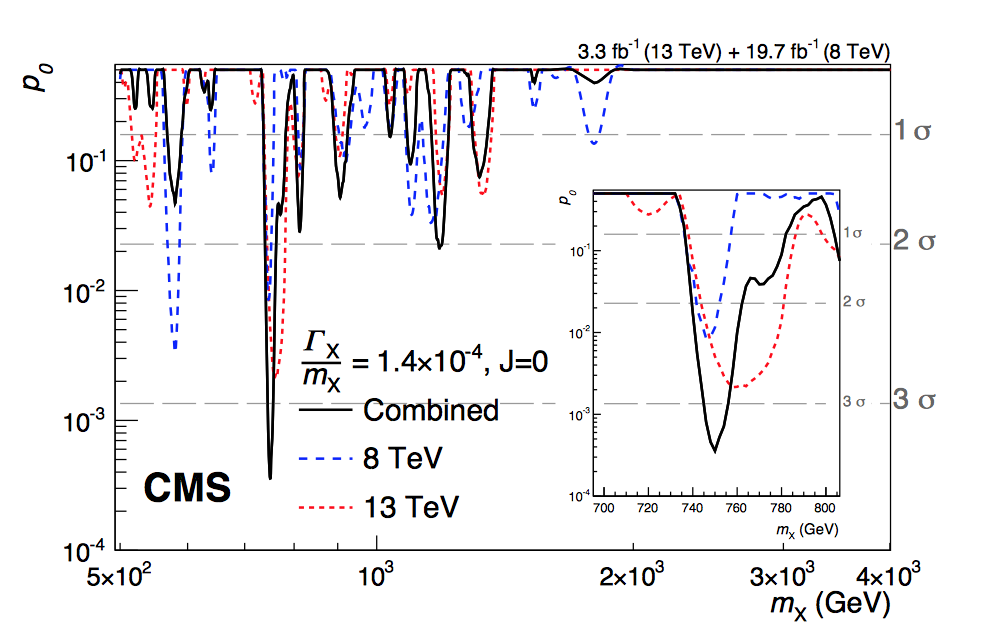 3.3 fb⁻¹ (13 TeV) + 19.7 fb⁻¹ (8 TeV)
p₀
1 σ
10⁻¹
p₀
10⁻¹
1 σ
2 σ
2 σ
10⁻²
10⁻²
Γ_X / m_X = 1.4×10⁻⁴, J=0
3 σ
3 σ
Combined
10⁻³
10⁻³
8 TeV
CMS
13 TeV
10⁻⁴
700 720 740 760 780 800
m_X (GeV)
10⁻⁴
5×10² 10³ 2×10³ 3×10³ 4×10³
m_X (GeV)